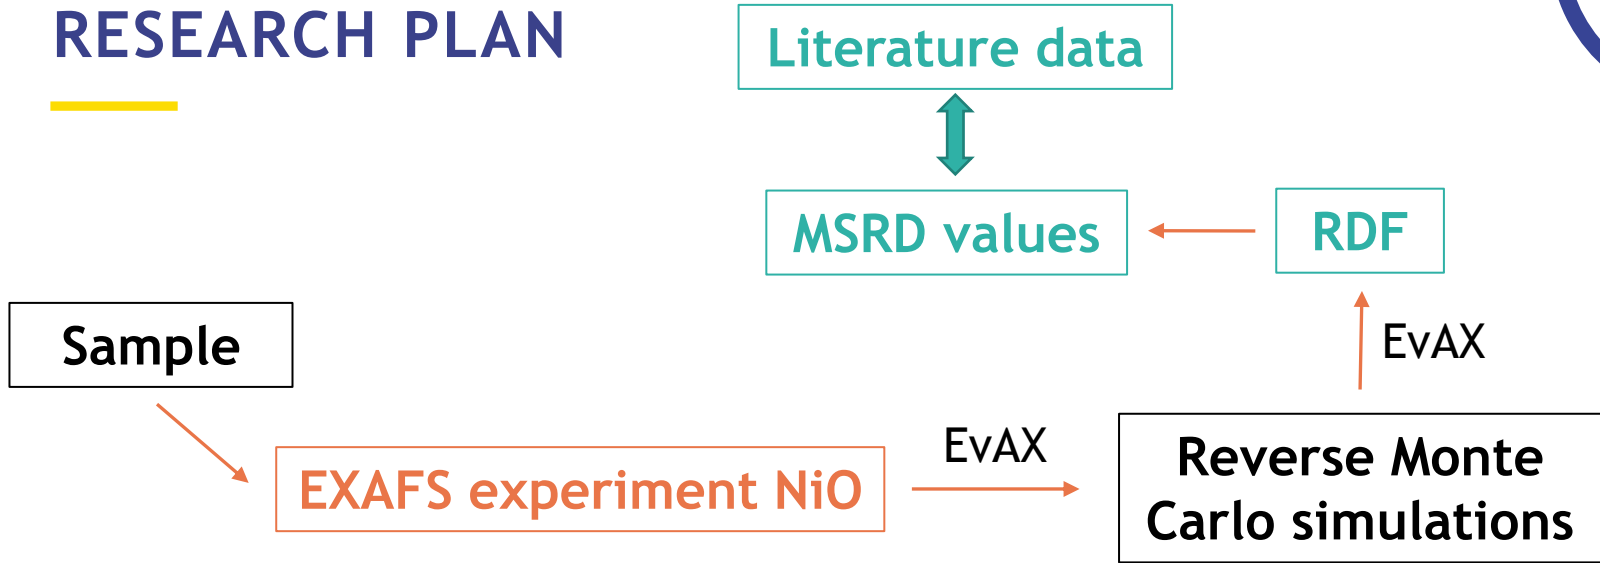 RESEARCH PLAN
Literature data
MSRD values
RDF
Sample
EvAX
EXAFS experiment NiO
EvAX
Reverse Monte
Carlo simulations